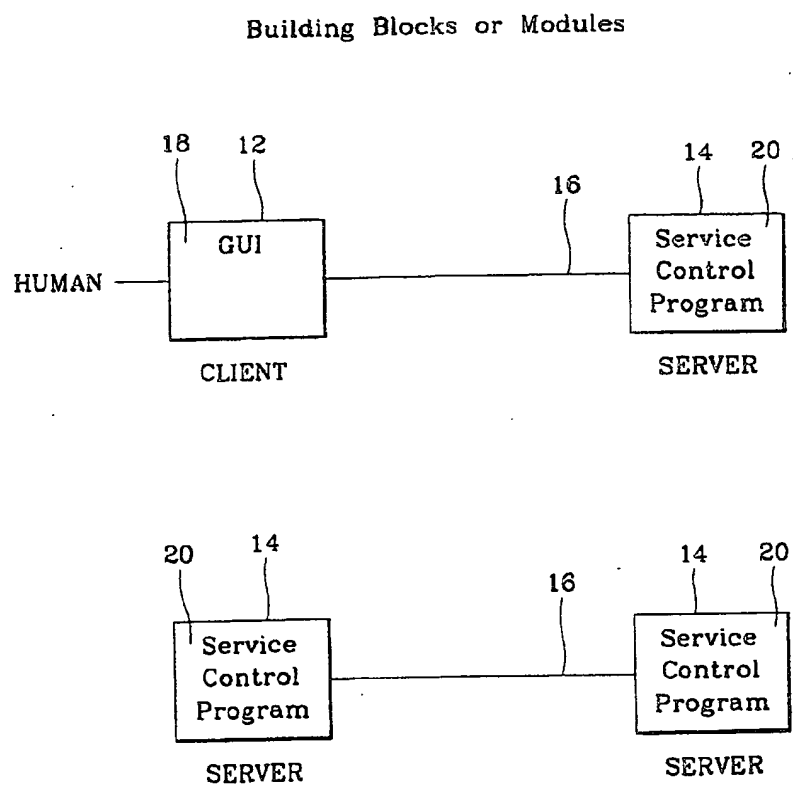 Building Blocks or Modules
18 12 14 20
16
GUI
HUMAN
Service
Control
Program
CLIENT
SERVER
20 14 14 20
16
Service
Control
Program
SERVER
Service
Control
Program
SERVER